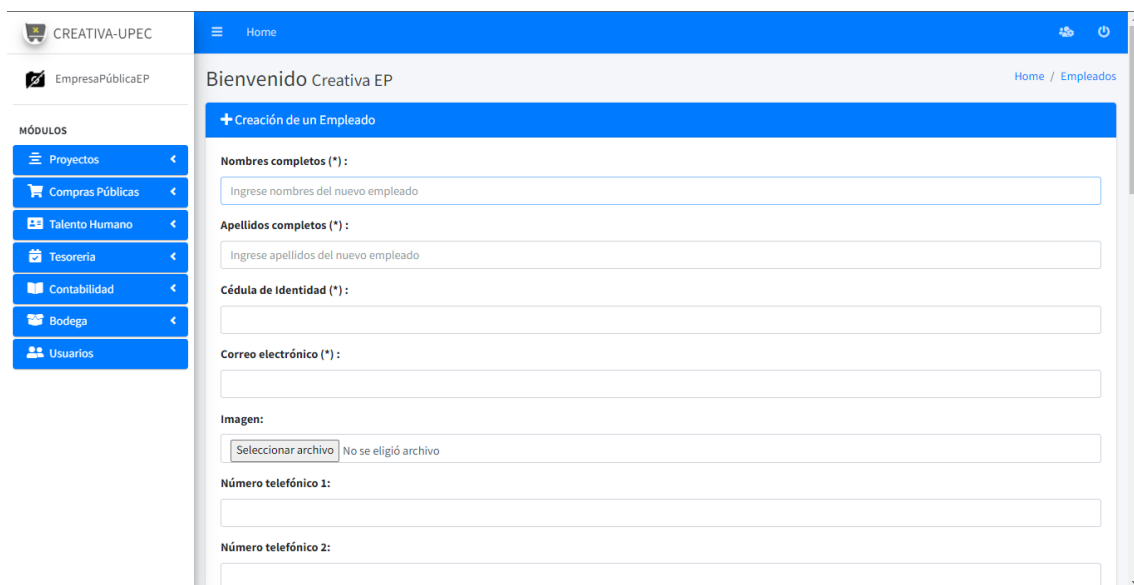 CREATIVA-UPEC
Home
EmpresaPúblicaEP
Bienvenido Creativa EP
Home / Empleados
MÓDULOS
Proyectos
Compras Públicas
Talento Humano
Tesoreria
Contabilidad
Bodega
Usuarios
Creación de un Empleado
Nombres completos (*) :
Ingrese nombres del nuevo empleado
Apellidos completos (*) :
Ingrese apellidos del nuevo empleado
Cédula de Identidad (*) :
Correo electrónico (*) :
Imagen:
Seleccionar archivo No se eligió archivo
Número telefónico 1:
Número telefónico 2: